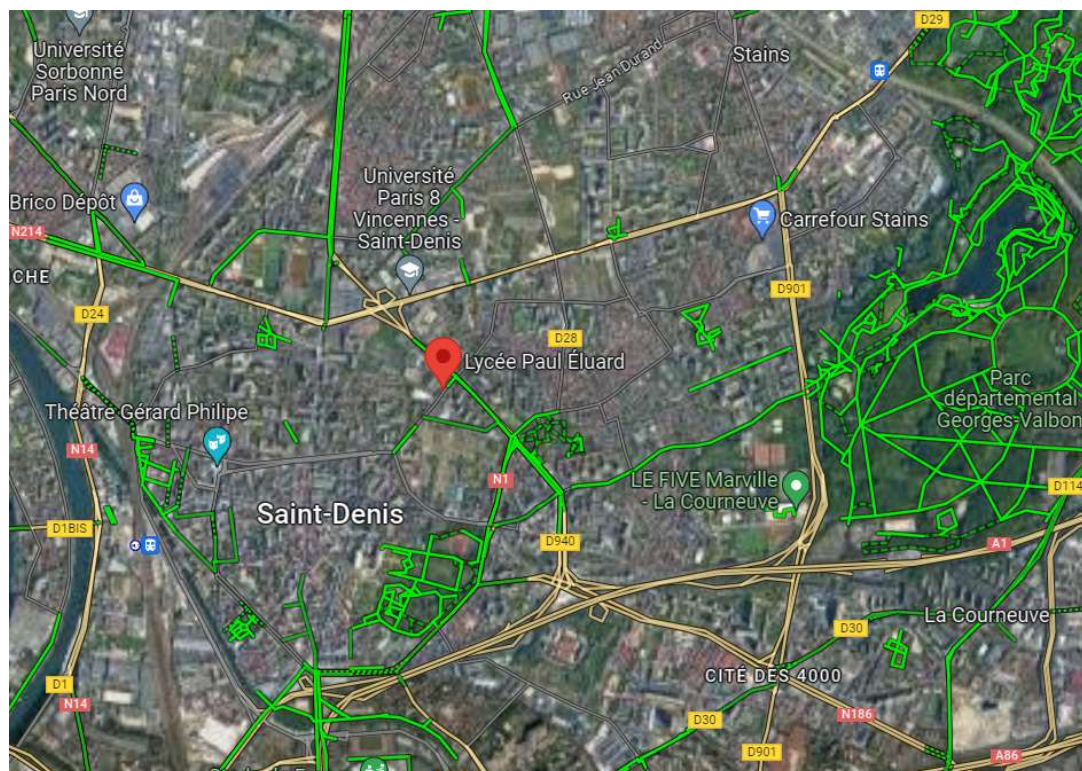 D29
Université
Sorbonne
Paris Nord
Stains
Rue Jean Durand
Université
Paris 8
Vincennes -
Saint-Denis
Brico Dépôt
Carrefour Stains
N214
D901
D24
D28
Lycée Paul Éluard
Parc
départemental
Georges-Valbon
Théâtre Gérard Philipe
N14
N1
LE FIVE Marville
- La Courneuve
D114
Saint-Denis
D1BIS
D940
A1
La Courneuve
D30
CITÉ DES 4000
D1
N14
D30
N186
D901
A86